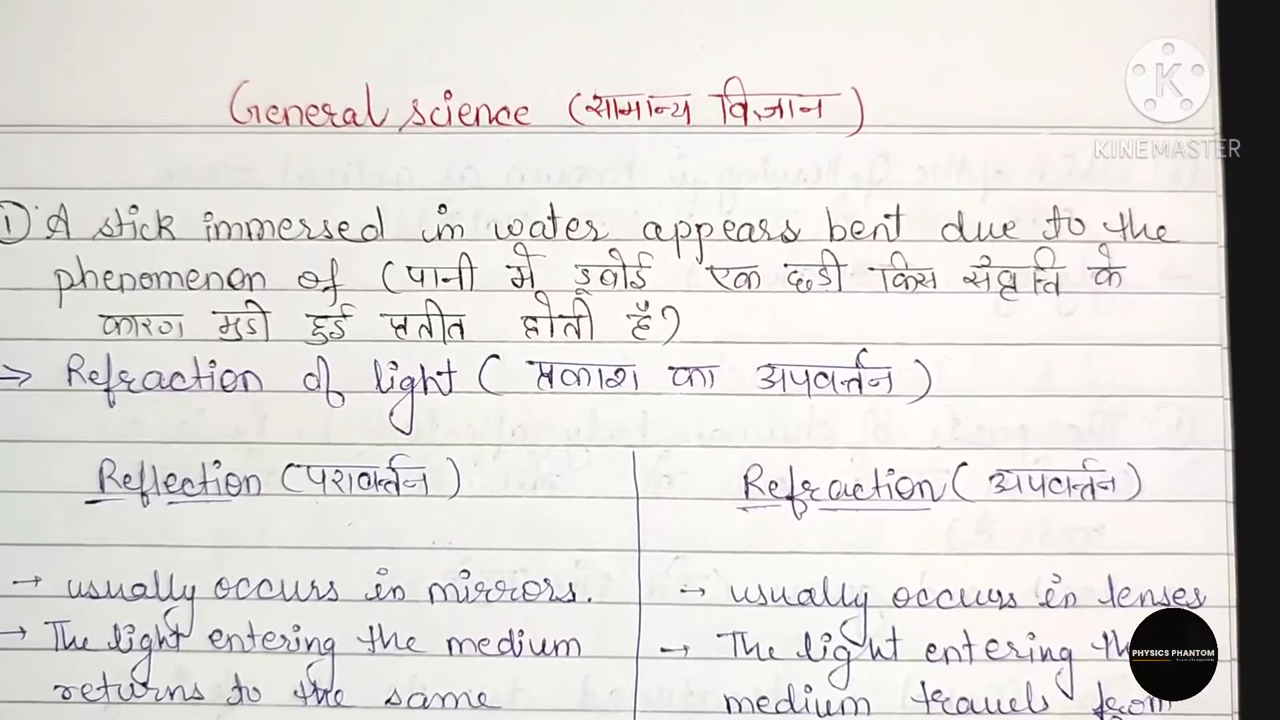 General science (सामान्य विज्ञान)
K
KINEMASTER
① A stick immersed in water appears bent due to the
phenomenon of (पानी में डूबोई एक छडी किस संवृत्ति के
कारण मुडी हुई प्रतीत होती है?)
→ Refraction of light ( प्रकाश का अपवर्त्तन )
Reflection (परावर्त्तन)
→ usually occurs in mirrors.
→ The light entering the medium
returns to the same
Refraction ( अपवर्त्तन )
→ usually occurs in lenses
→ The light entering th
medium travels from
PHYSICS PHANTOM